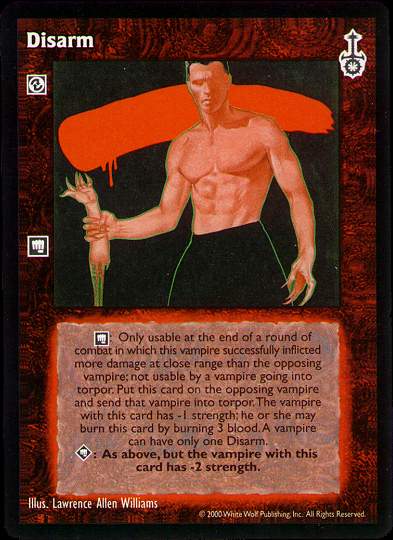 Disarm
: Only usable at the end of a round of
combat in which this vampire successfully inflicted
more damage at close range than the opposing
vampire; not usable by a vampire going into
torpor. Put this card on the opposing vampire
and send that vampire into torpor. The vampire
with this card has -1 strength; he or she may
burn this card by burning 3 blood. A vampire
can have only one Disarm.
: As above, but the vampire with this
card has -2 strength.
Illus. Lawrence Allen Williams
© 2000 White Wolf Publishing, Inc. All Rights Reserved.